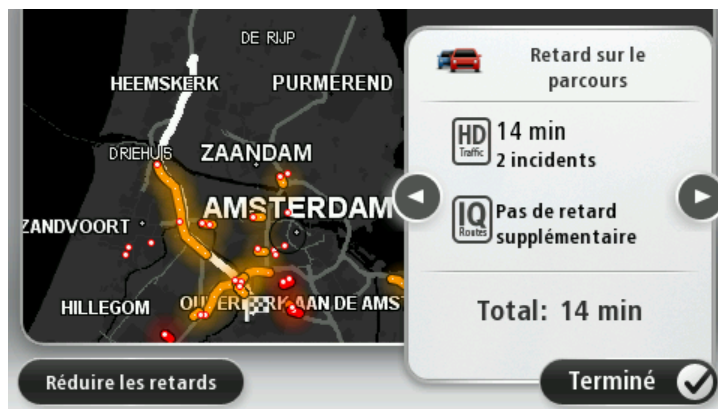 DE RIJP
HEEMSKERK
PURMEREND
DRIEHUIS
ZAANDAM
AMSTERDAM
ZANDVOORT
HILLEGOM
AAN DE AMS
Retard sur le
parcours
HD
Traffic
14 min
2 incidents
IQ
Routes
Pas de retard
supplémentaire
Total: 14 min
Réduire les retards
Terminé